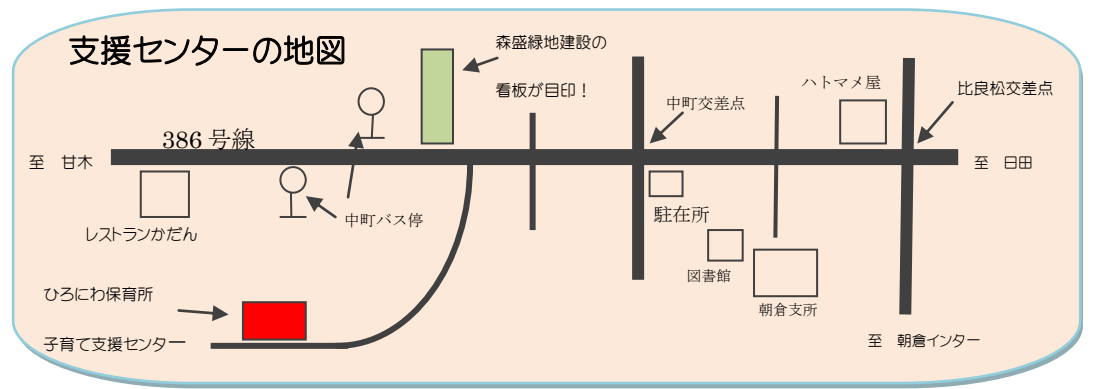 支援センターの地図
森盛緑地建設の
看板が目印！
ハトマメ屋
比良松交差点
中町交差点
386 号線
至　甘木
至　日田
レストランかだん
中町バス停
駐在所
図書館
朝倉支所
ひろにわ保育所
子育て支援センター
至　朝倉インター